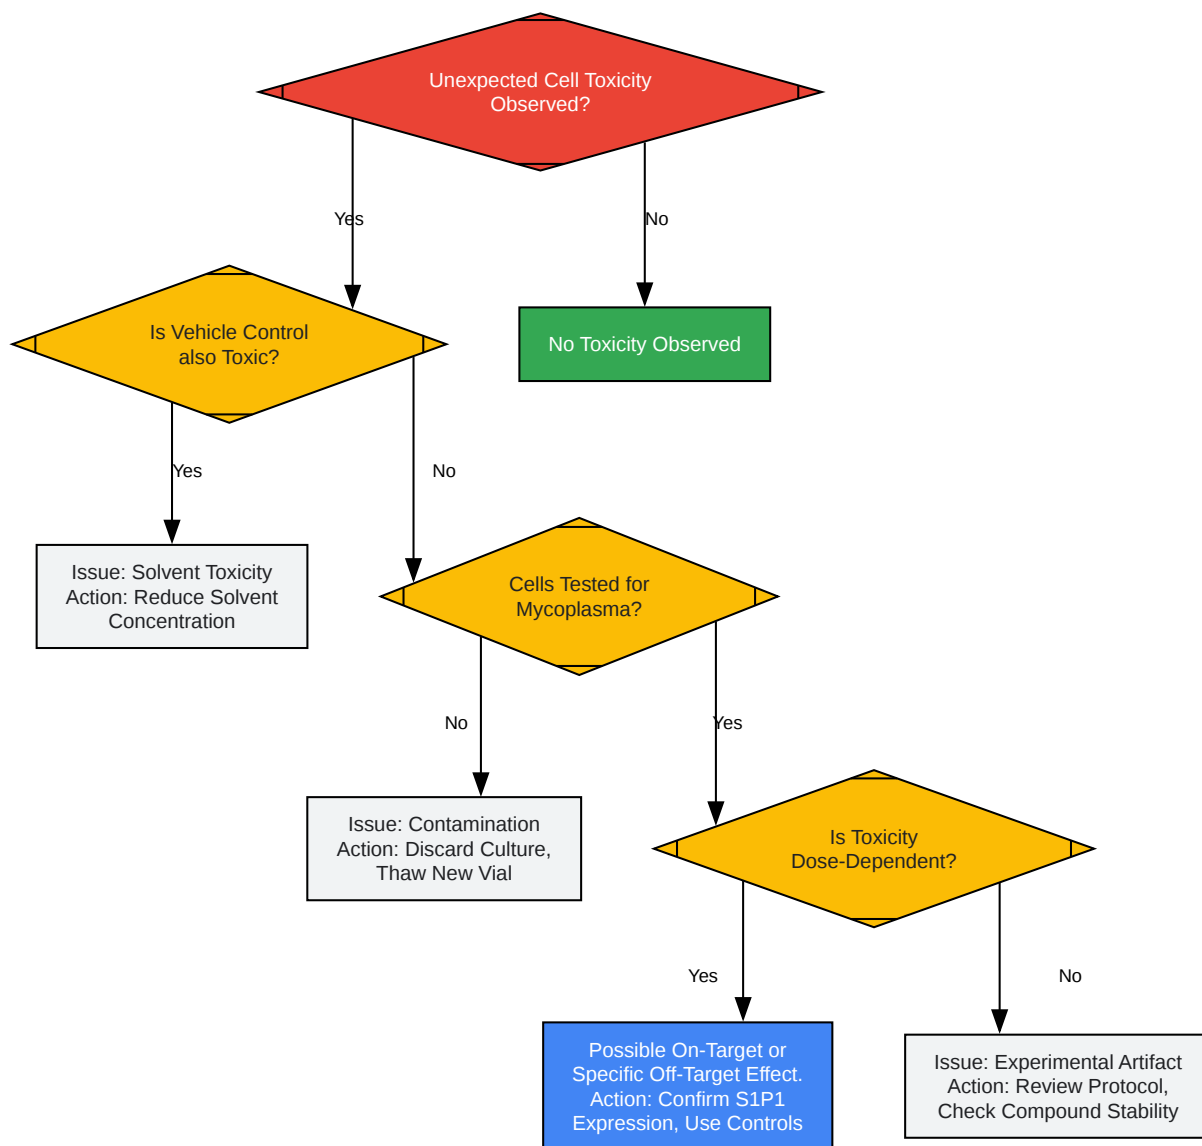 Unexpected Cell Toxicity
Observed?
Yes
No
Is Vehicle Control
also Toxic?
No Toxicity Observed
Yes
No
Issue: Solvent Toxicity
Action: Reduce Solvent
Concentration
Cells Tested for
Mycoplasma?
No
Yes
Issue: Contamination
Action: Discard Culture,
Thaw New Vial
Is Toxicity
Dose-Dependent?
Yes
No
Possible On-Target or
Specific Off-Target Effect.
Action: Confirm S1P1
Expression, Use Controls
Issue: Experimental Artifact
Action: Review Protocol,
Check Compound Stability